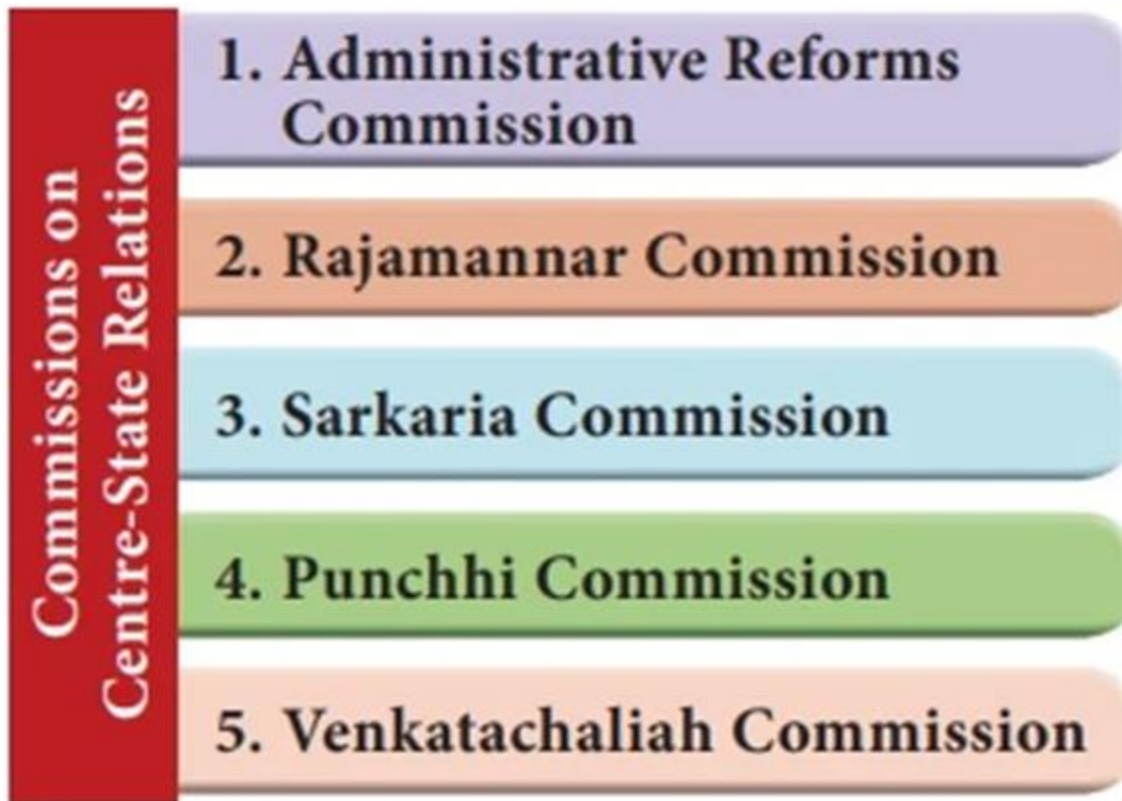 Commissions on
Centre-State Relations
1. Administrative Reforms
Commission
2. Rajamannar Commission
3. Sarkaria Commission
4. Punchhi Commission
5. Venkatachaliah Commission